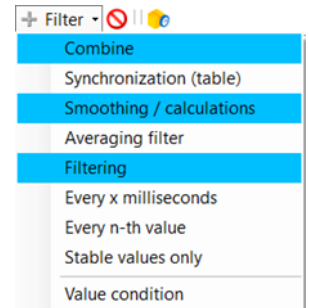 Filter
Combine
Synchronization (table)
Smoothing / calculations
Averaging filter
Filtering
Every x milliseconds
Every n-th value
Stable values only
Value condition